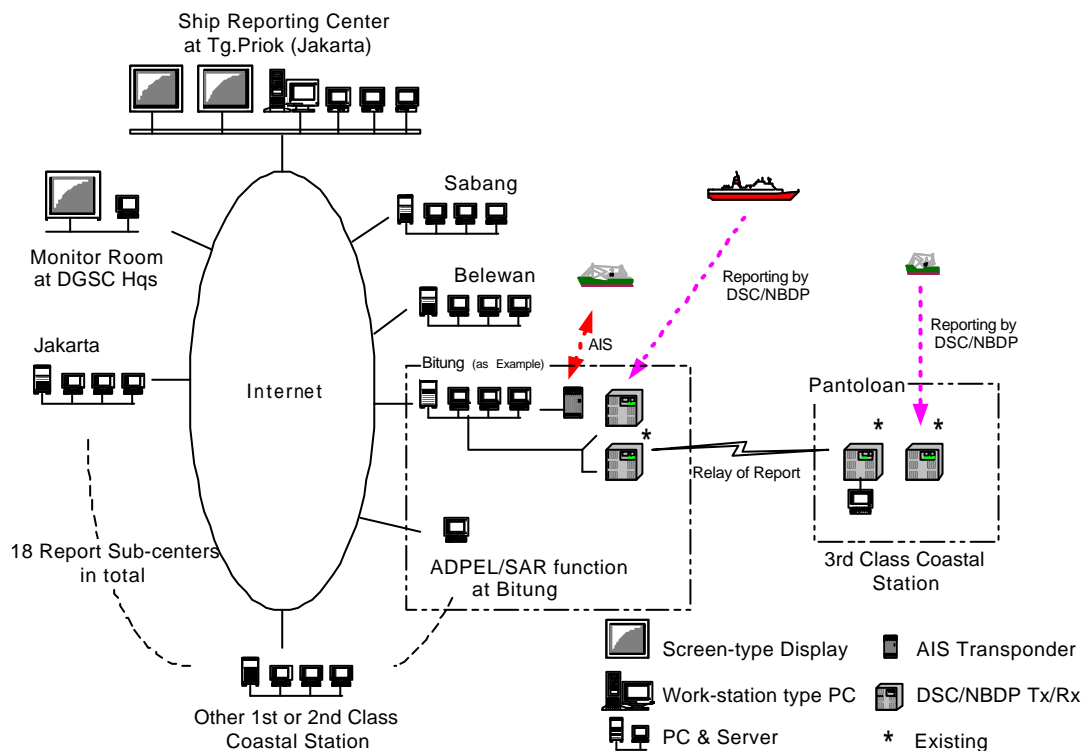 Ship Reporting Center
at Tg.Priok (Jakarta)
Sabang
Monitor Room
at DGSC Hqs
Belewan
Reporting by
DSC/NBDP
Reporting by
DSC/NBDP
AIS
Jakarta
Internet
Bitung (as Example)
Pantoloan
*
*
*
Relay of Report
18 Report Sub-centers
in total
ADPEL/SAR function
at Bitung
3rd Class Coastal
Station
Other 1st or 2nd Class
Coastal Station
Screen-type Display
AIS Transponder
Work-station type PC
DSC/NBDP Tx/Rx
PC & Server
* Existing